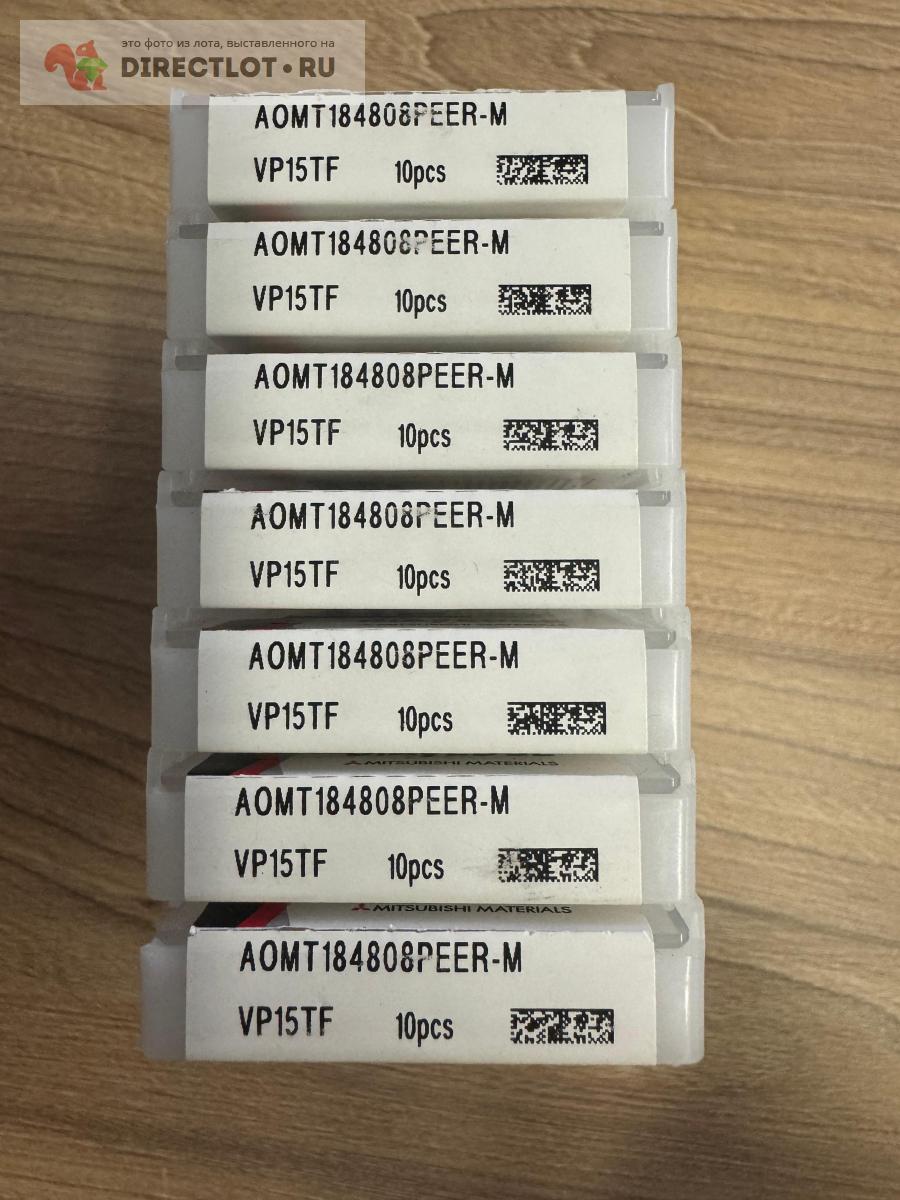 это фото из лота, выставленного на
DIRECTLOT•RU
AOMT184808PEER-M
VP15TF 10pcs
AOMT184808PEER-M
VP15TF 10pcs
AOMT184808PEER-M
VP15TF 10pcs
AOMT184808PEER-M
VP15TF 10pcs
AOMT184808PEER-M
VP15TF 10pcs
MITSUBISHI MATERIALS
AOMT184808PEER-M
VP15TF 10pcs
MITSUBISHI MATERIALS
AOMT184808PEER-M
VP15TF 10pcs